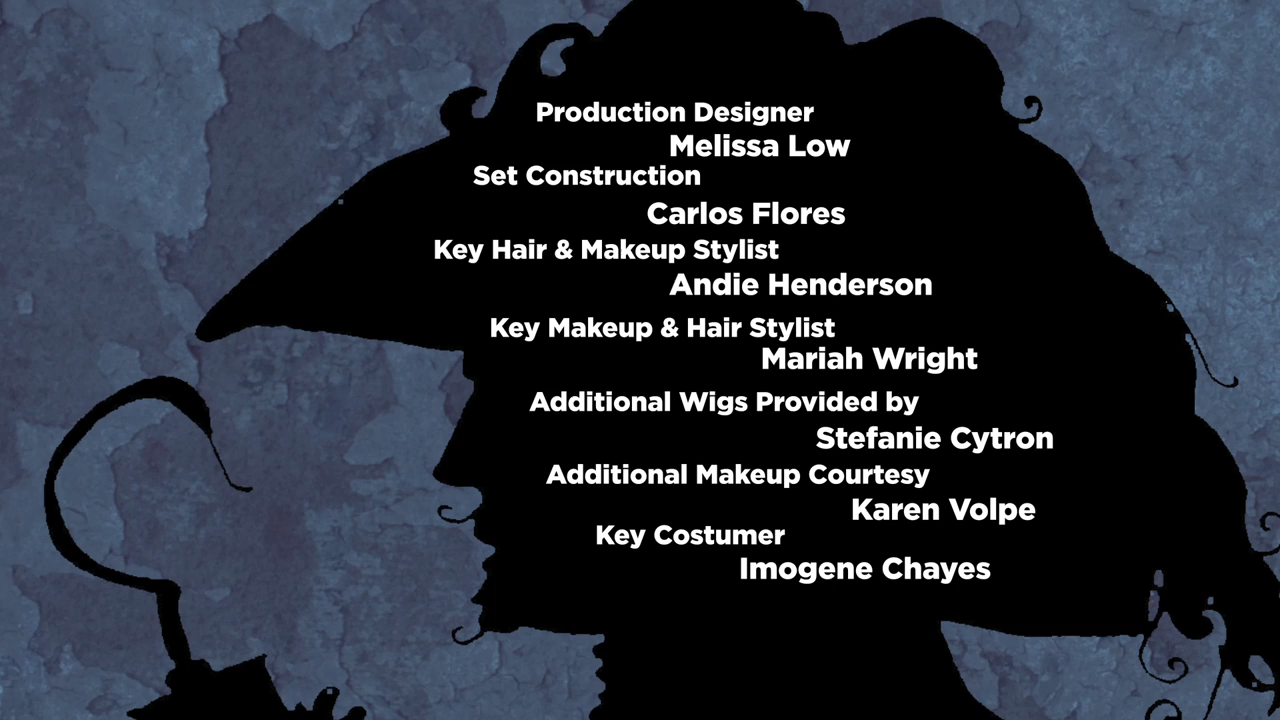 Production Designer
Melissa Low
Set Construction
Carlos Flores
Key Hair & Makeup Stylist
Andie Henderson
Key Makeup & Hair Stylist
Mariah Wright
Additional Wigs Provided by
Stefanie Cytron
Additional Makeup Courtesy
Karen Volpe
Key Costumer
Imogene Chayes